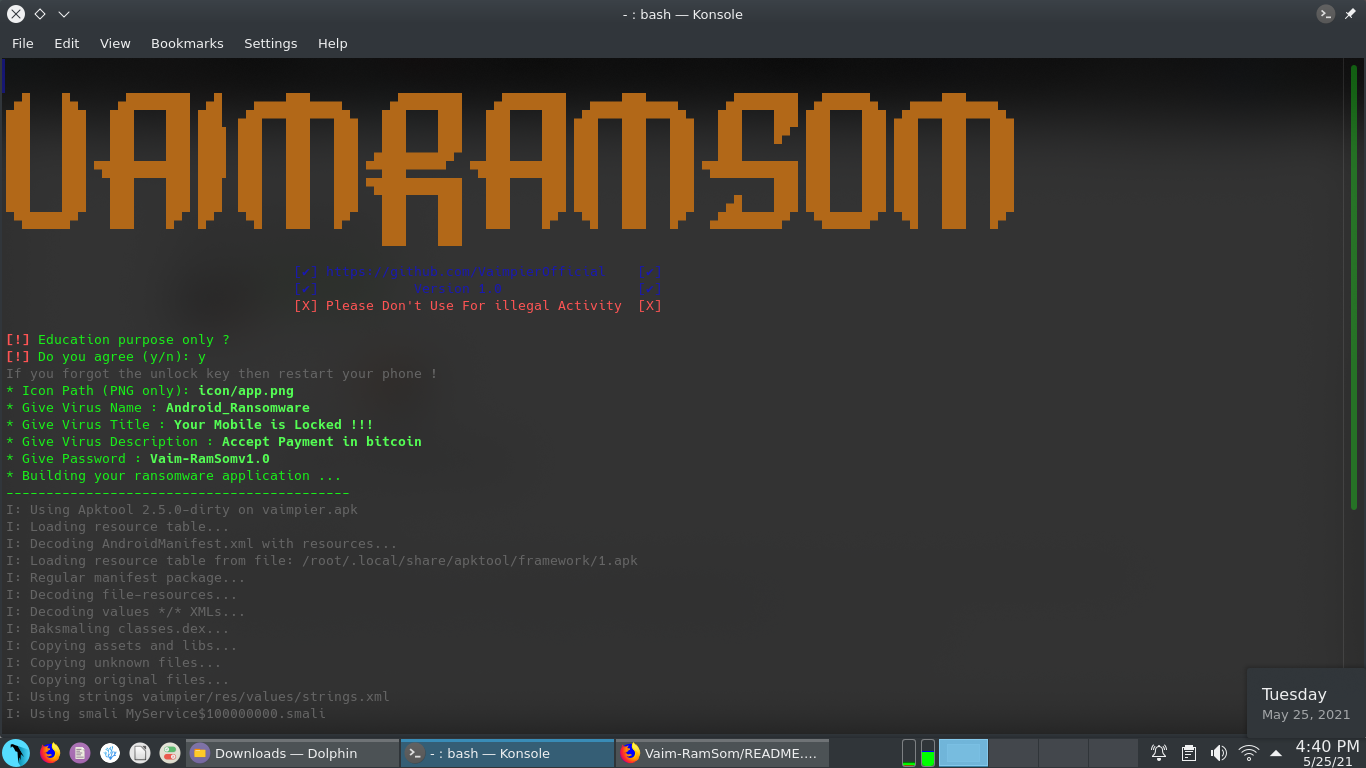 - : bash — Konsole
File Edit View Bookmarks Settings Help
VAIMRAMSOM
[✔] https://github.com/VaimpierOfficial [✔]
[✔] : Version 1.0 [✔]
[X] Please Don't Use For illegal Activity [X]
[!] Education purpose only ?
[!] Do you agree (y/n): y
If you forgot the unlock key then restart your phone !
* Icon Path (PNG only): icon/app.png
* Give Virus Name : Android_Ransomware
* Give Virus Title : Your Mobile is Locked !!!
* Give Virus Description : Accept Payment in bitcoin
* Give Password : Vaim-RamSomv1.0
* Building your ransomware application ...
-------------------------------------------
I: Using Apktool 2.5.0-dirty on vaimpier.apk
I: Loading resource table...
I: Decoding AndroidManifest.xml with resources...
I: Loading resource table from file: /root/.local/share/apktool/framework/1.apk
I: Regular manifest package...
I: Decoding file-resources...
I: Decoding values */* XMLs...
I: Baksmaling classes.dex...
I: Copying assets and libs...
I: Copying unknown files...
I: Copying original files...
I: Using strings vaimpier/res/values/strings.xml
I: Using smali MyService$100000000.smali
Tuesday
May 25, 2021
Downloads — Dolphin
- : bash — Konsole
Vaim-RamSom/README....
4:40 PM
5/25/21